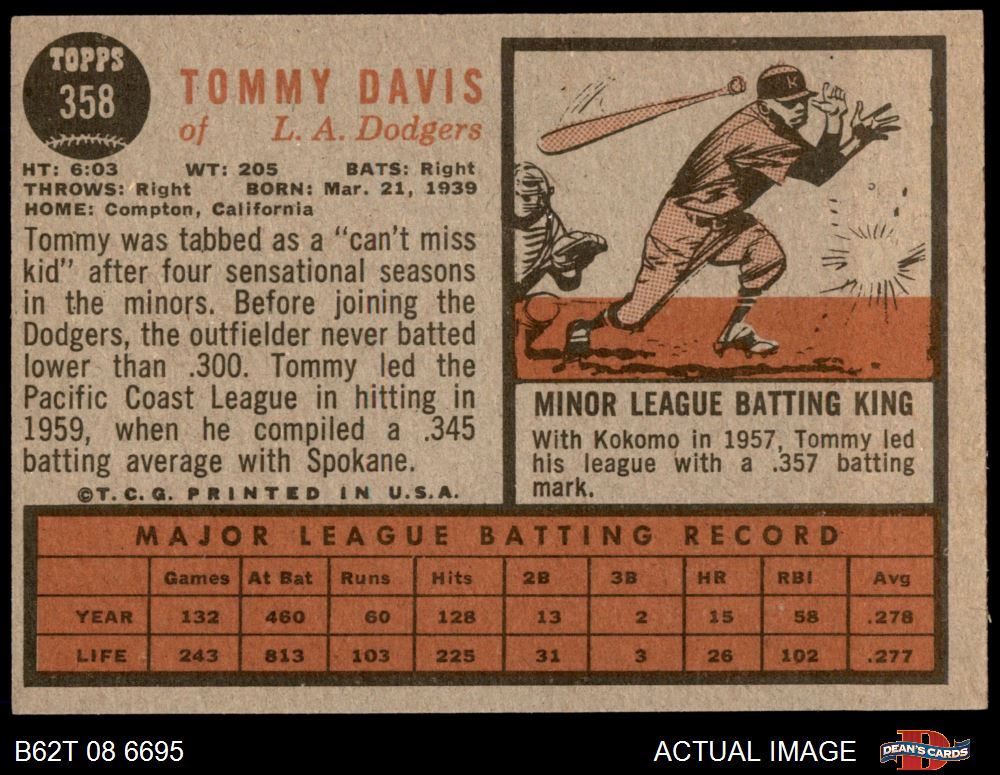 TOPPS
358
TOMMY DAVIS
of L. A. Dodgers
HT: 6:03 WT: 205 BATS: Right
THROWS: Right BORN: Mar. 21, 1939
HOME: Compton, California
Tommy was tabbed as a "can't miss
kid" after four sensational seasons
in the minors. Before joining the
Dodgers, the outfielder never batted
lower than .300. Tommy led the
Pacific Coast League in hitting in
1959, when he compiled a .345
batting average with Spokane.
©T.C.G. PRINTED IN U.S.A.
K
MINOR LEAGUE BATTING KING
With Kokomo in 1957, Tommy led
his league with a .357 batting
mark.
MAJOR LEAGUE BATTING RECORD
Games At Bat Runs Hits 2B 3B HR RBI Avg
YEAR 132 460 60 128 13 2 15 58 .278
LIFE 243 813 103 225 31 3 26 102 .277
B62T 08 6695
ACTUAL IMAGE
DEAN'S CARDS